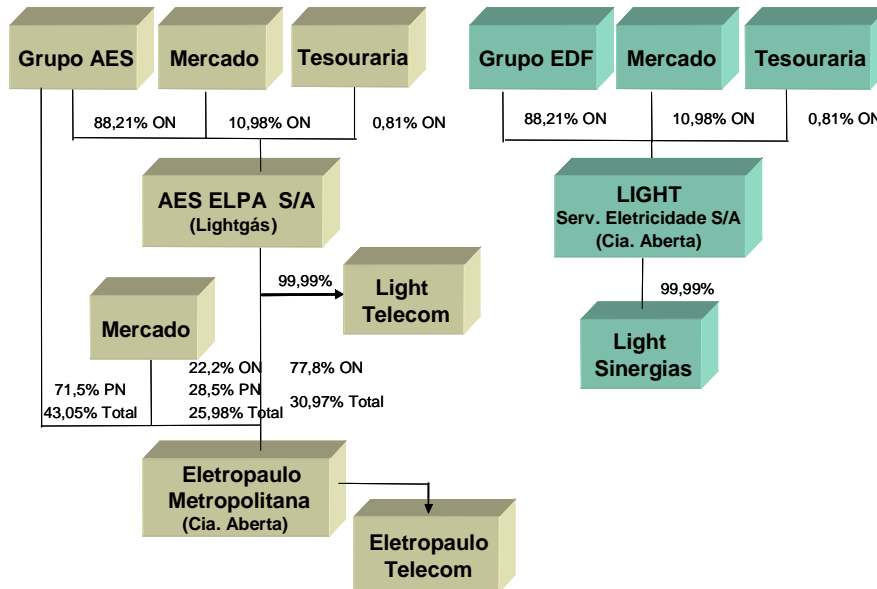 Grupo AES
Mercado
Tesouraria
Grupo EDF
Mercado
Tesouraria
88,21% ON
10,98% ON
0,81% ON
88,21% ON
10,98% ON
0,81% ON
AES ELPA S/A
(Lightgás)
LIGHT
Serv. Eletricidade S/A
(Cia. Aberta)
99,99%
Light
Telecom
99,99%
Light
Sinergias
Mercado
22,2% ON
77,8% ON
71,5% PN
28,5% PN
30,97% Total
43,05% Total
25,98% Total
Eletropaulo
Metropolitana
(Cia. Aberta)
Eletropaulo
Telecom